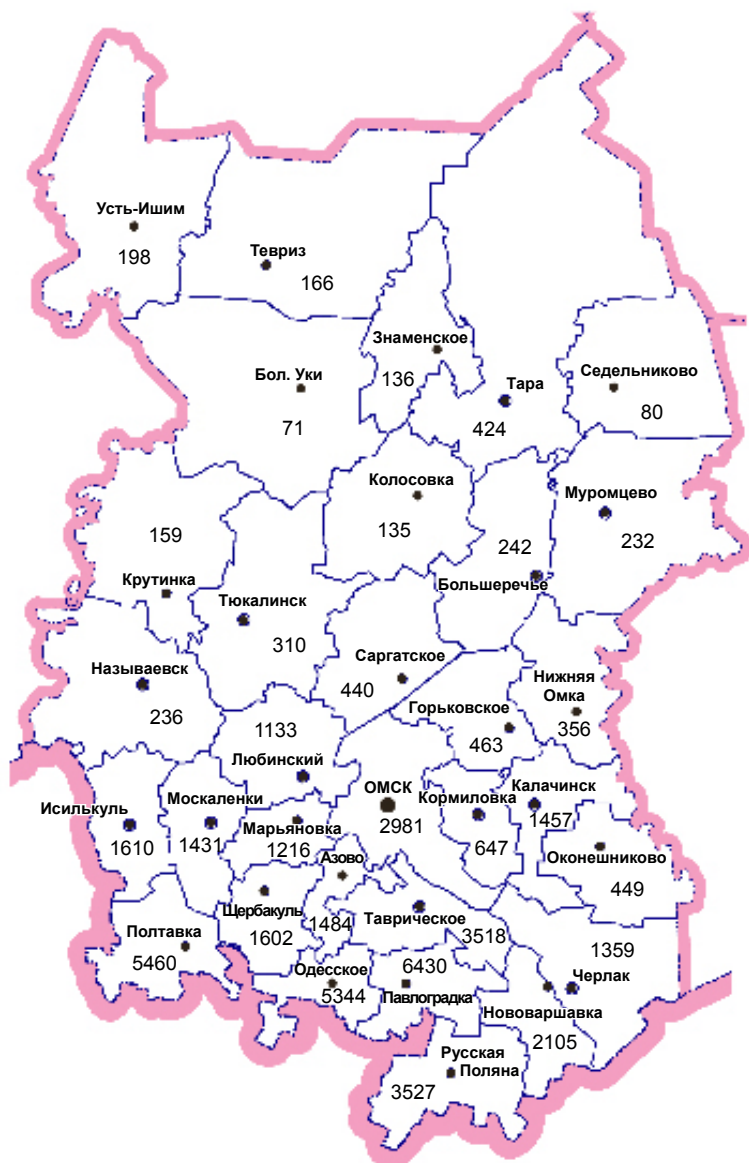 Усть-Ишим
198
Тевриз
166
Знаменское
136
Бол. Уки
71
Тара
424
Седельниково
80
Колосовка
135
Муромцево
232
159
Крутинка
242
Большеречье
Тюкалинск
310
Саргатское
440
Называевск
236
Нижняя
Омка
356
Горьковское
463
1133
Любинский
ОМСК
2981
Кормиловка
647
Калачинск
1457
Исилькуль
1610
Москаленки
1431
Марьяновка
1216
Азово
1484
Оконешниково
449
Щербакуль
1602
Таврическое
3518
Полтавка
5460
Одесское
5344
6430
Павлоградка
1359
Черлак
Нововаршавка
2105
Русская
Поляна
3527